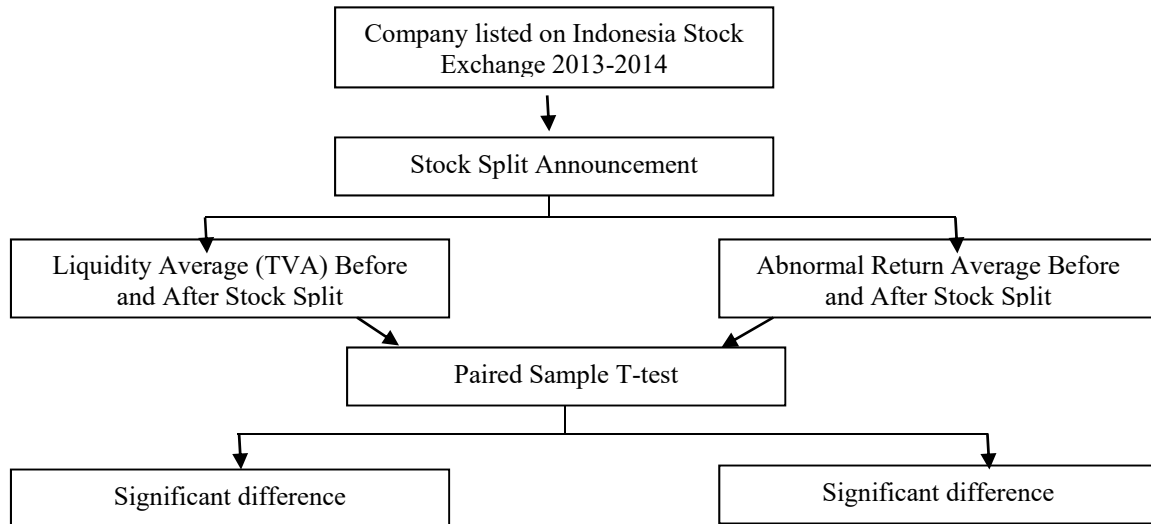 Company listed on Indonesia Stock
Exchange 2013-2014
Stock Split Announcement
Liquidity Average (TVA) Before
and After Stock Split
Abnormal Return Average Before
and After Stock Split
Paired Sample T-test
Significant difference
Significant difference